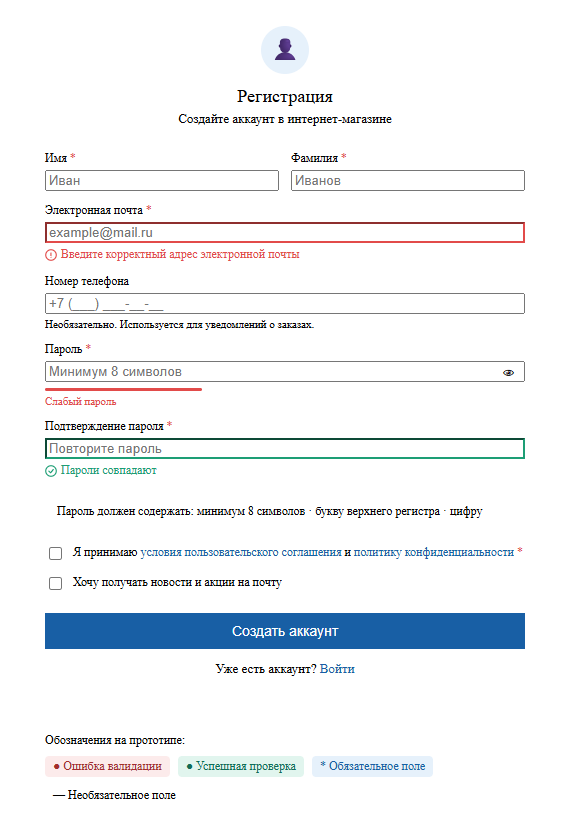 Регистрация
Создайте аккаунт в интернет-магазине
Имя * Фамилия *
Иван Иванов
Электронная почта *
example@mail.ru
Введите корректный адрес электронной почты
Номер телефона
+7 (___) ___-__-__
Необязательно. Используется для уведомлений о заказах.
Пароль *
Минимум 8 символов
Слабый пароль
Подтверждение пароля *
Повторите пароль
Пароли совпадают
Пароль должен содержать: минимум 8 символов · букву верхнего регистра · цифру
Я принимаю условия пользовательского соглашения и политику конфиденциальности *
Хочу получать новости и акции на почту
Создать аккаунт
Уже есть аккаунт? Войти
Обозначения на прототипе:
● Ошибка валидации ● Успешная проверка * Обязательное поле
— Необязательное поле